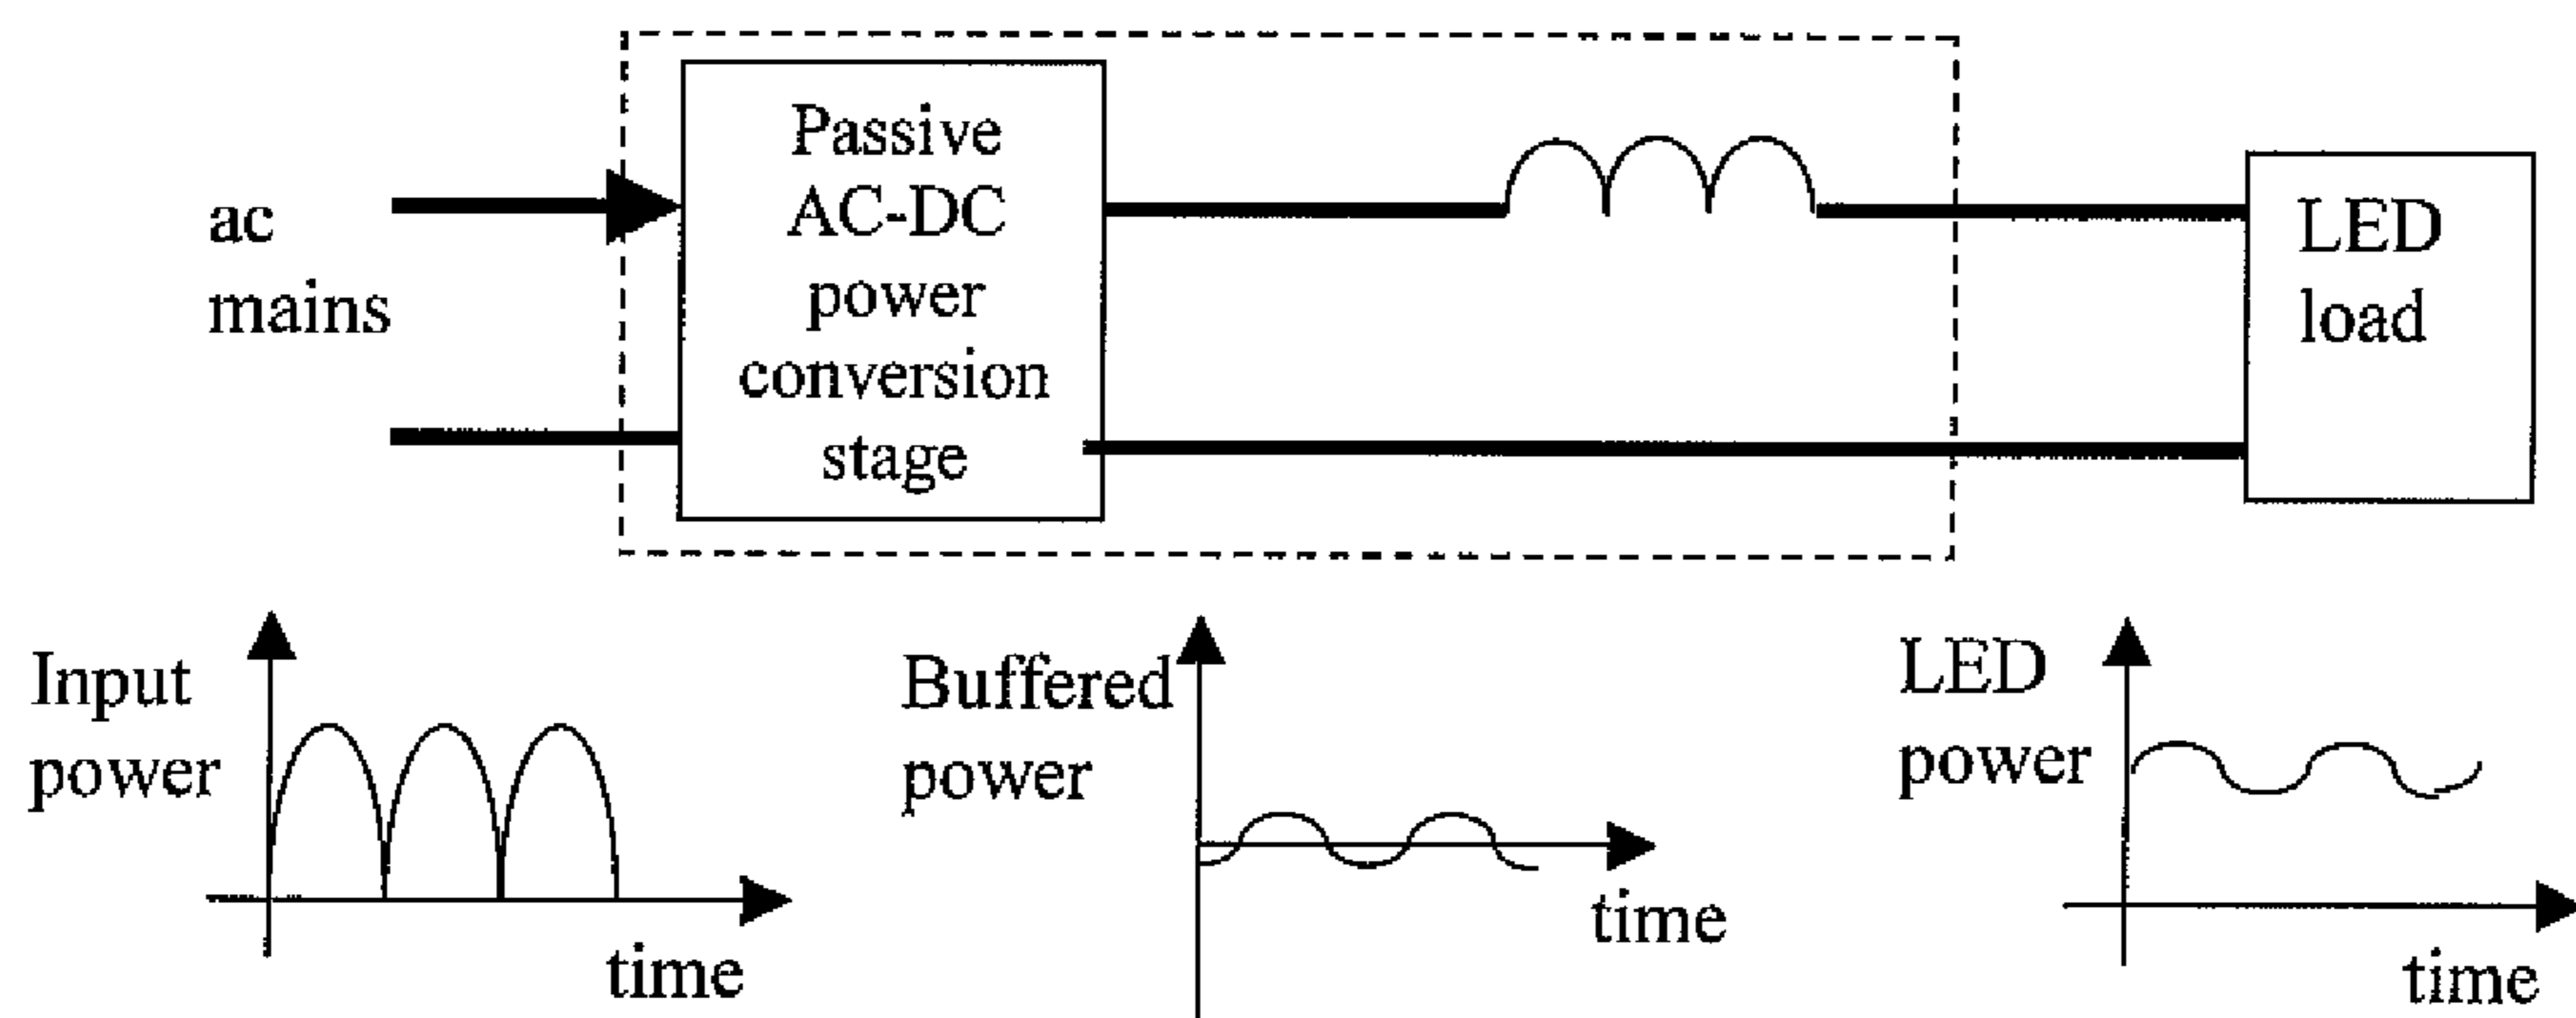 ac
mains
Passive
AC-DC
power
conversion
stage
LED
load
Input
power
time
Buffered
power
time
LED
power
time